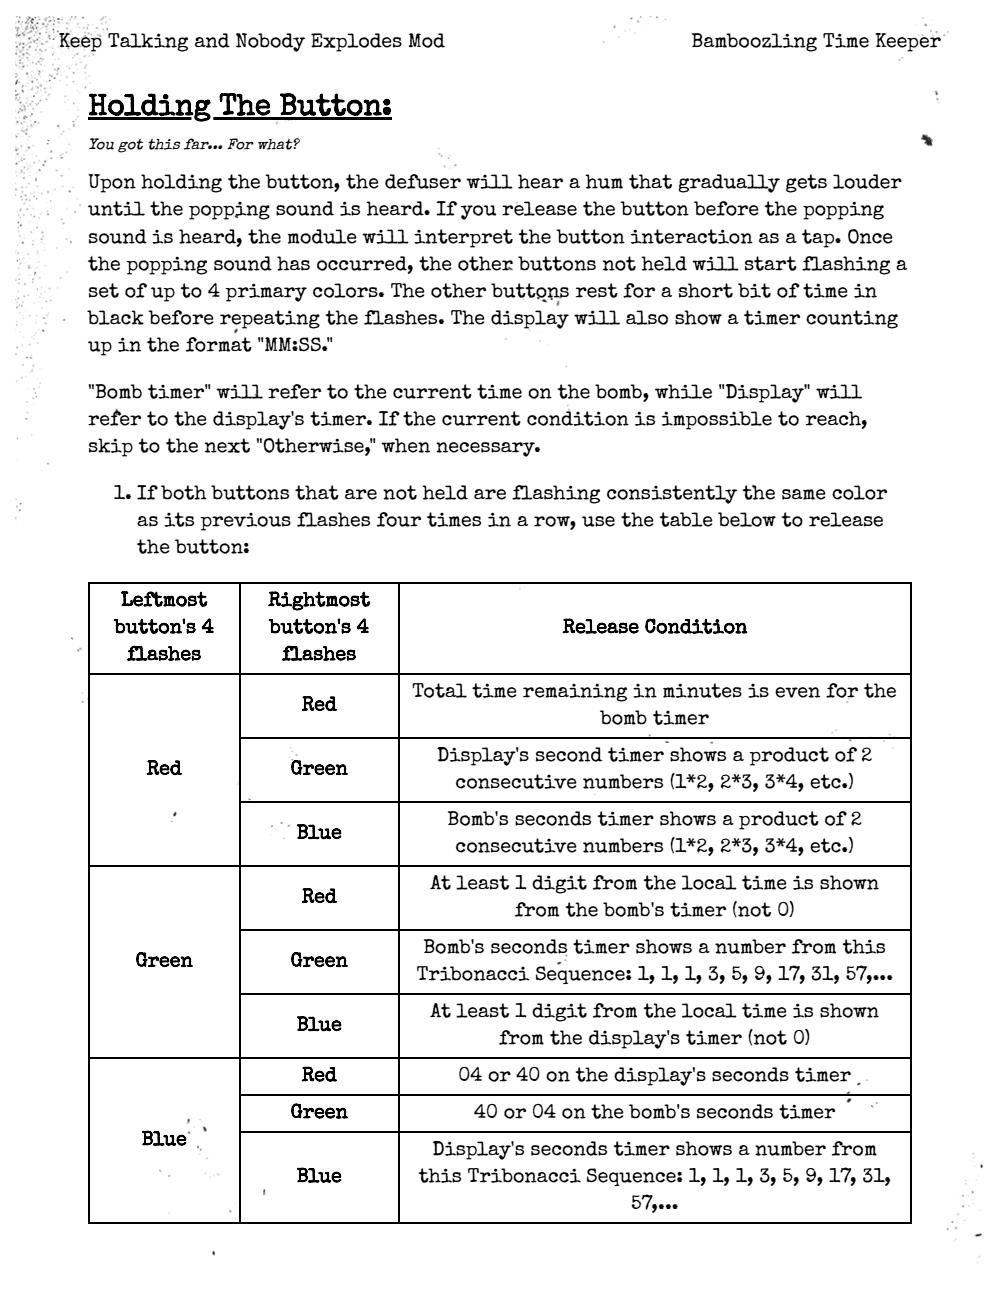 Keep Talking and Nobody Explodes Mod Bamboozling Time Keeper
Holding The Button:
You got this far... For what?
Upon holding the button, the defuser will hear a hum that gradually gets louder
until the popping sound is heard. If you release the button before the popping
sound is heard, the module will interpret the button interaction as a tap. Once
the popping sound has occurred, the other buttons not held will start flashing a
set of up to 4 primary colors. The other buttons rest for a short bit of time in
black before repeating the flashes. The display will also show a timer counting
up in the format "MM:SS."
"Bomb timer" will refer to the current time on the bomb, while "Display" will
refer to the display's timer. If the current condition is impossible to reach,
skip to the next "Otherwise," when necessary.
1. If both buttons that are not held are flashing consistently the same color
as its previous flashes four times in a row, use the table below to release
the button:
Leftmost
button's 4
flashes
Rightmost
button's 4
flashes
Release Condition
Red
Red
Total time remaining in minutes is even for the
bomb timer
Green
Display's second timer shows a product of 2
consecutive numbers (1*2, 2*3, 3*4, etc.)
Blue
Bomb's seconds timer shows a product of 2
consecutive numbers (1*2, 2*3, 3*4, etc.)
Green
Red
At least 1 digit from the local time is shown
from the bomb's timer (not 0)
Green
Bomb's seconds timer shows a number from this
Tribonacci Sequence: 1, 1, 1, 3, 5, 9, 17, 31, 57,...
Blue
At least 1 digit from the local time is shown
from the display's timer (not 0)
Blue
Red
04 or 40 on the display's seconds timer
Green
40 or 04 on the bomb's seconds timer
Blue
Display's seconds timer shows a number from
this Tribonacci Sequence: 1, 1, 1, 3, 5, 9, 17, 31,
57,...